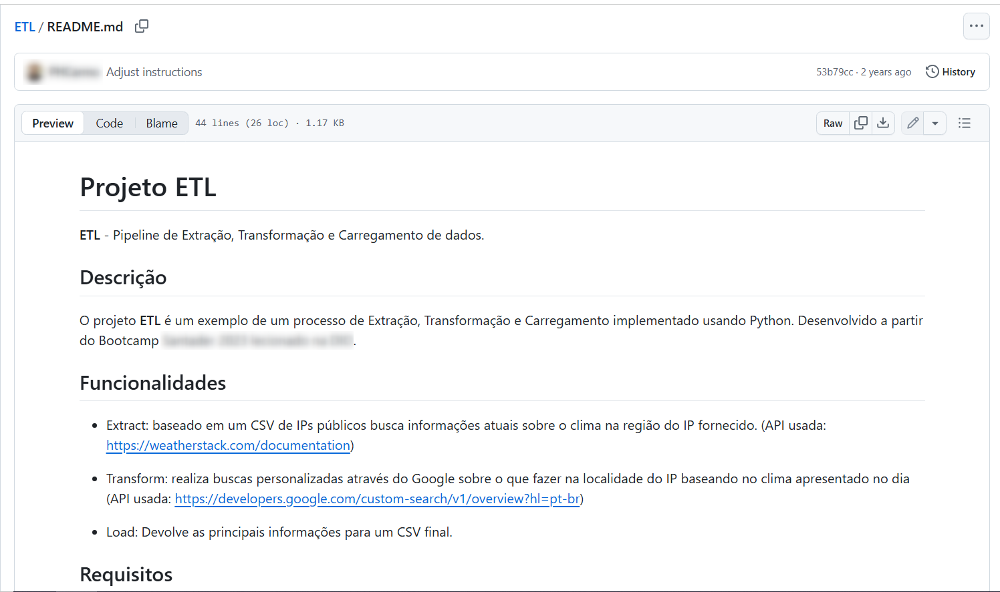 ETL / README.md
Adjust instructions
53b79cc · 2 years ago
History
Preview
Code
Blame
44 lines (26 loc) · 1.17 KB
Raw
Projeto ETL
ETL - Pipeline de Extração, Transformação e Carregamento de dados.
Descrição
O projeto ETL é um exemplo de um processo de Extração, Transformação e Carregamento implementado usando Python. Desenvolvido a partir
do Bootcamp .
Funcionalidades
• Extract: baseado em um CSV de IPs públicos busca informações atuais sobre o clima na região do IP fornecido. (API usada:
https://weatherstack.com/documentation)
• Transform: realiza buscas personalizadas através do Google sobre o que fazer na localidade do IP baseando no clima apresentado no dia
(API usada: https://developers.google.com/custom-search/v1/overview?hl=pt-br)
• Load: Devolve as principais informações para um CSV final.
Requisitos